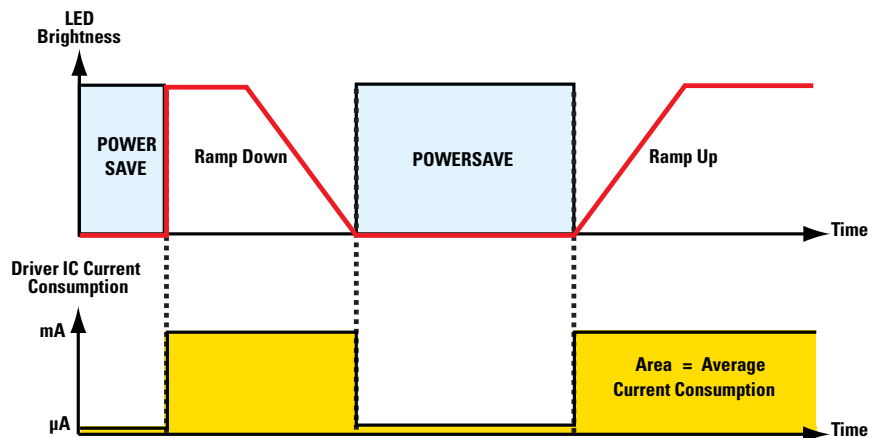 LED
Brightness
POWER
SAVE
Ramp Down
POWERSAVE
Ramp Up
Time
Driver IC Current
Consumption
mA
Area = Average
Current Consumption
µA
Time